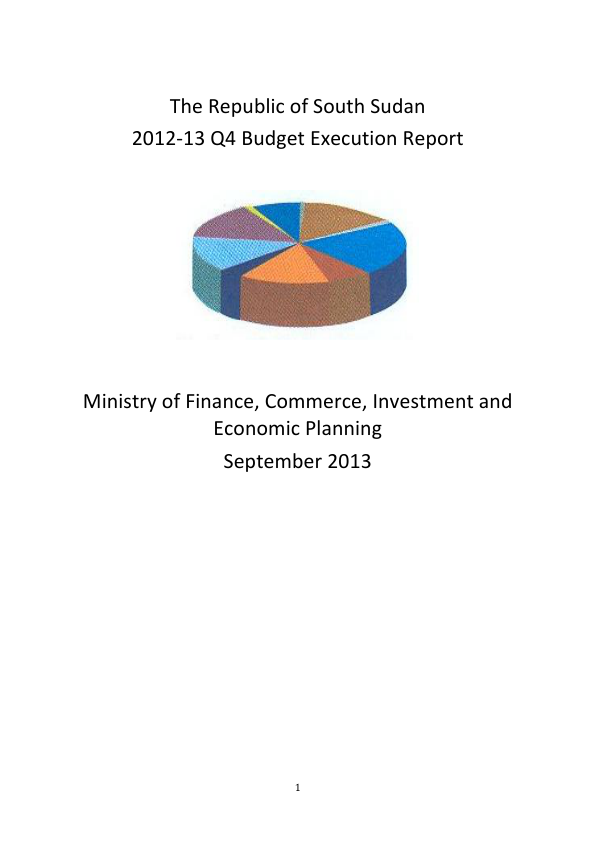 The Republic of South Sudan
2012-13 Q4 Budget Execution Report
Ministry of Finance, Commerce, Investment and
Economic Planning
September 2013
1